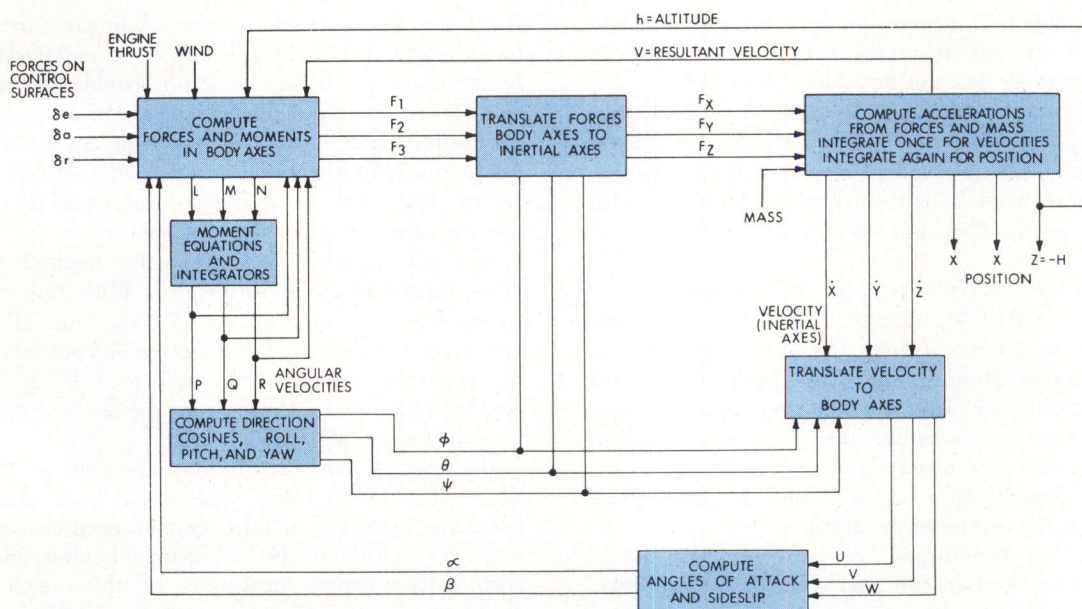 h=ALTITUDE
ENGINE
THRUST WIND
V=RESULTANT VELOCITY
FORCES ON
CONTROL
SURFACES
δe
δa
δr
COMPUTE
FORCES AND MOMENTS
IN BODY AXES
F1
F2
F3
TRANSLATE FORCES
BODY AXES TO
INERTIAL AXES
FX
FY
FZ
COMPUTE ACCELERATIONS
FROM FORCES AND MASS
INTEGRATE ONCE FOR VELOCITIES
INTEGRATE AGAIN FOR POSITION
MASS
L M N
MOMENT
EQUATIONS
AND
INTEGRATORS
X X Z=-H
POSITION
Ẋ Ẏ Ż
VELOCITY
(INERTIAL
AXES)
P Q R
ANGULAR
VELOCITIES
TRANSLATE VELOCITY
TO
BODY AXES
COMPUTE DIRECTION
COSINES, ROLL,
PITCH, AND YAW
ϕ
θ
ψ
α
β
COMPUTE
ANGLES OF ATTACK
AND SIDESLIP
U
V
W